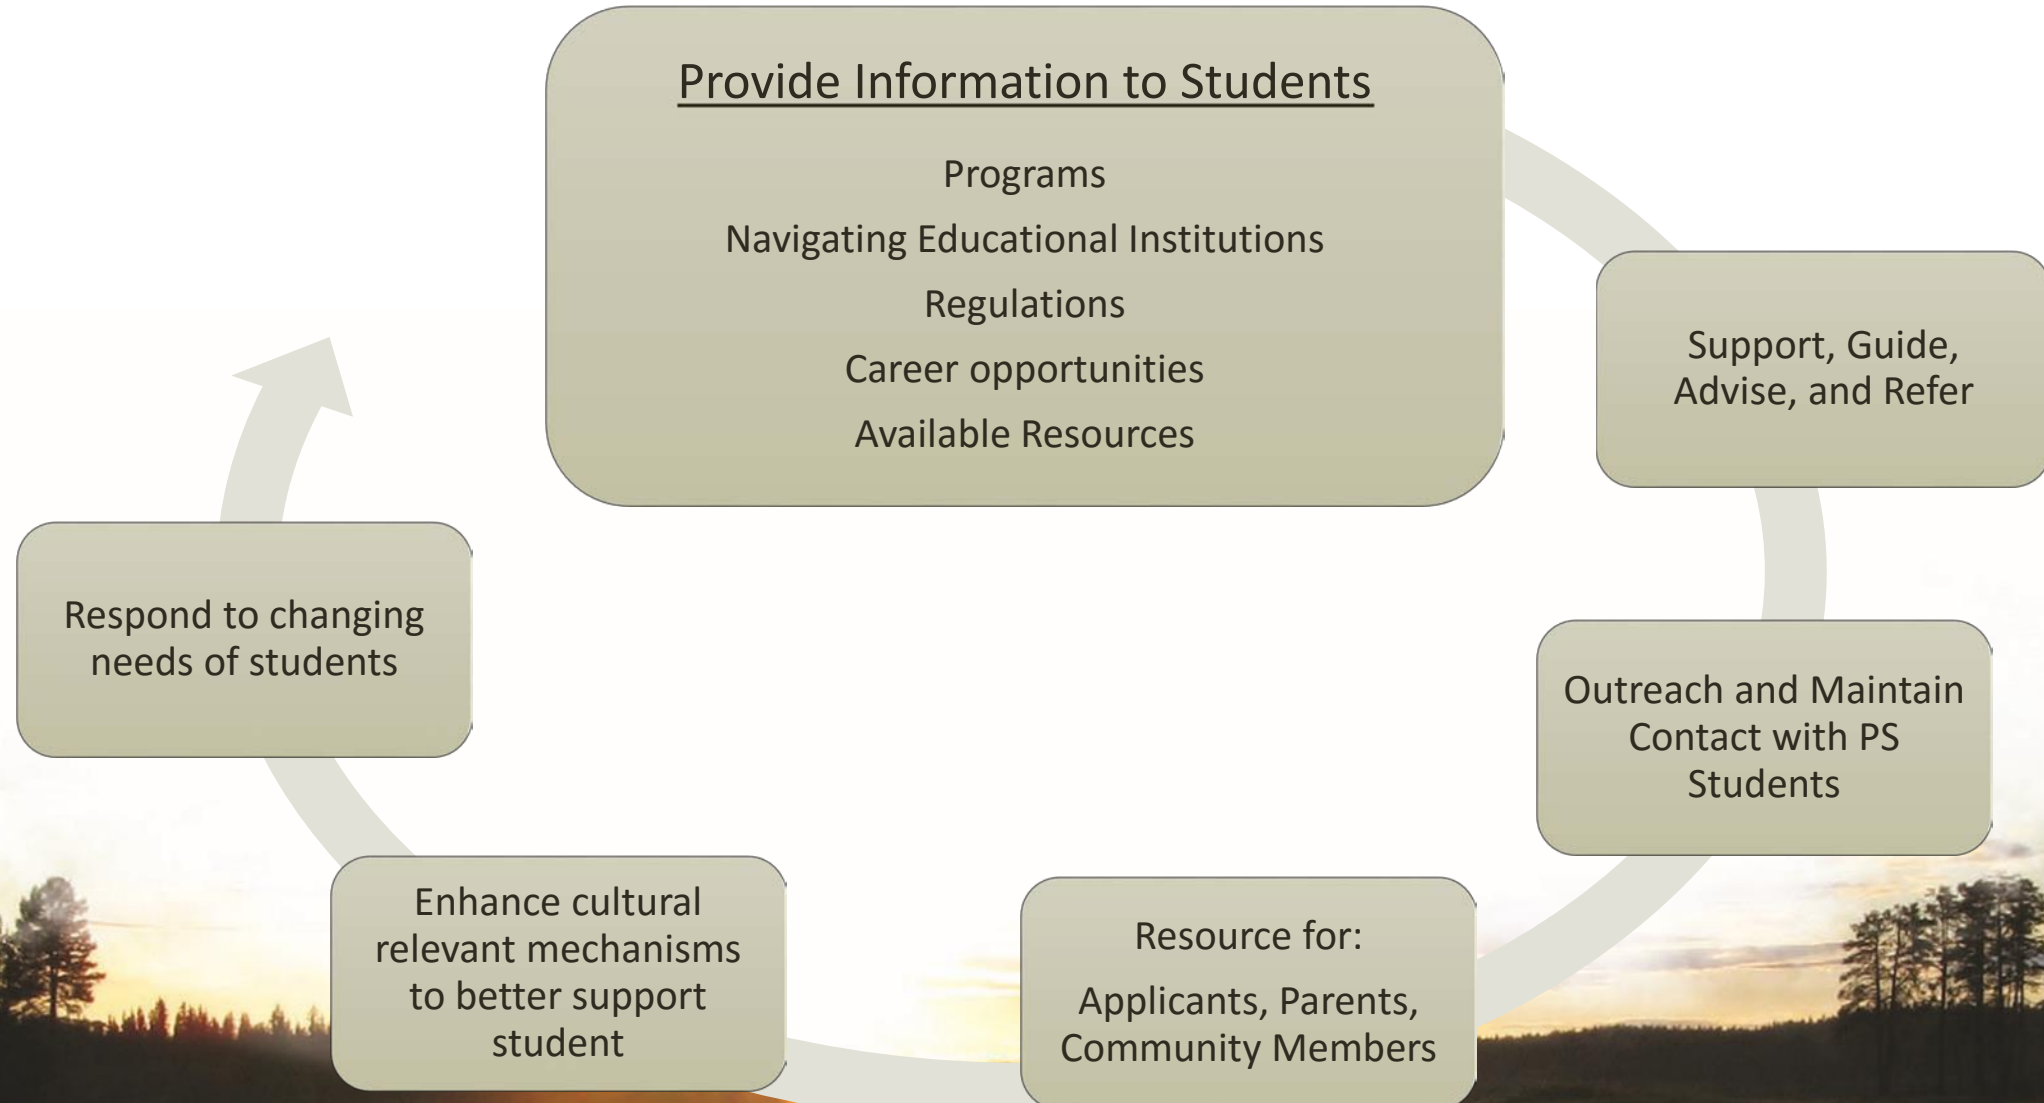 Provide Information to Students
Programs
Navigating Educational Institutions
Regulations
Career opportunities
Available Resources
Support, Guide,
Advise, and Refer
Outreach and Maintain
Contact with PS
Students
Resource for:
Applicants, Parents,
Community Members
Enhance cultural
relevant mechanisms
to better support
student
Respond to changing
needs of students